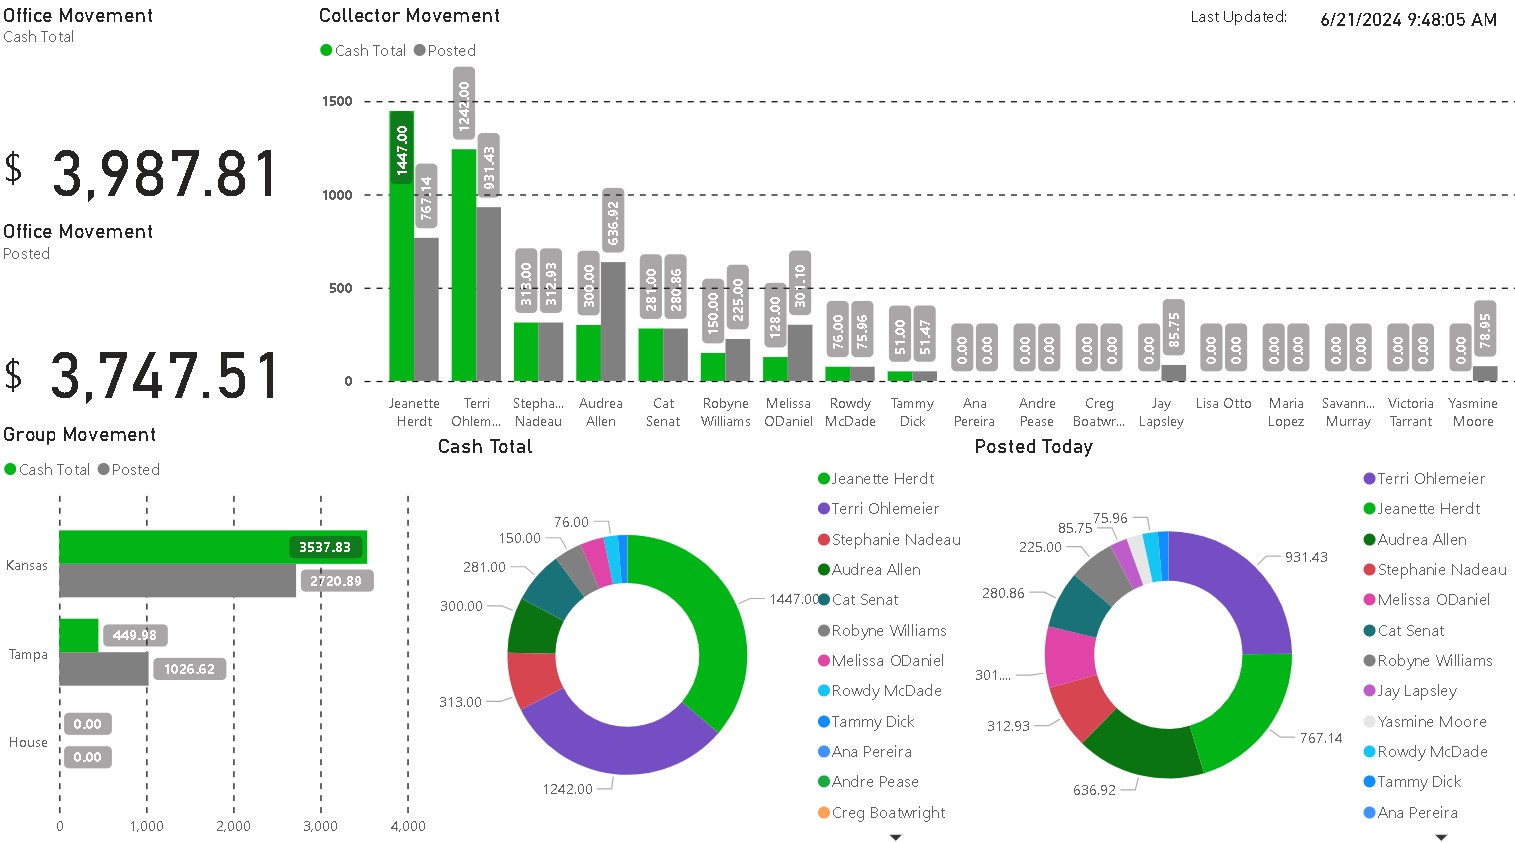 Office Movement
Cash Total
$ 3,987.81
Office Movement
Posted
$ 3,747.51
Collector Movement
Cash Total Posted
Last Updated: 6/21/2024 9:48:05 AM
1500
1000
500
0
1447.00
767.14
1242.00
931.43
313.00
312.93
300.00
636.92
281.00
280.86
150.00
225.00
128.00
301.10
76.00
75.96
51.00
51.47
0.00
0.00
0.00
0.00
0.00
0.00
0.00
85.75
0.00
0.00
0.00
0.00
0.00
0.00
0.00
0.00
0.00
78.95
Jeanette Herdt
Terri Ohlem...
Stepha... Nadeau
Audrea Allen
Cat Senat
Robyne Williams
Melissa ODaniel
Rowdy McDade
Tammy Dick
Ana Pereira
Andre Pease
Creg Boatwr...
Jay Lapsley
Lisa Otto
Maria Lopez
Savann... Murray
Victoria Tarrant
Yasmine Moore
Group Movement
Cash Total Posted
Kansas
3537.83
2720.89
Tampa
449.98
1026.62
House
0.00
0.00
0 1,000 2,000 3,000 4,000
Cash Total
76.00
150.00
281.00
300.00
313.00
1242.00
1447.00
Jeanette Herdt
Terri Ohlemeier
Stephanie Nadeau
Audrea Allen
Cat Senat
Robyne Williams
Melissa ODaniel
Rowdy McDade
Tammy Dick
Ana Pereira
Andre Pease
Creg Boatwright
Posted Today
75.96
85.75
225.00
280.86
301....
312.93
636.92
767.14
931.43
Terri Ohlemeier
Jeanette Herdt
Audrea Allen
Stephanie Nadeau
Melissa ODaniel
Cat Senat
Robyne Williams
Jay Lapsley
Yasmine Moore
Rowdy McDade
Tammy Dick
Ana Pereira